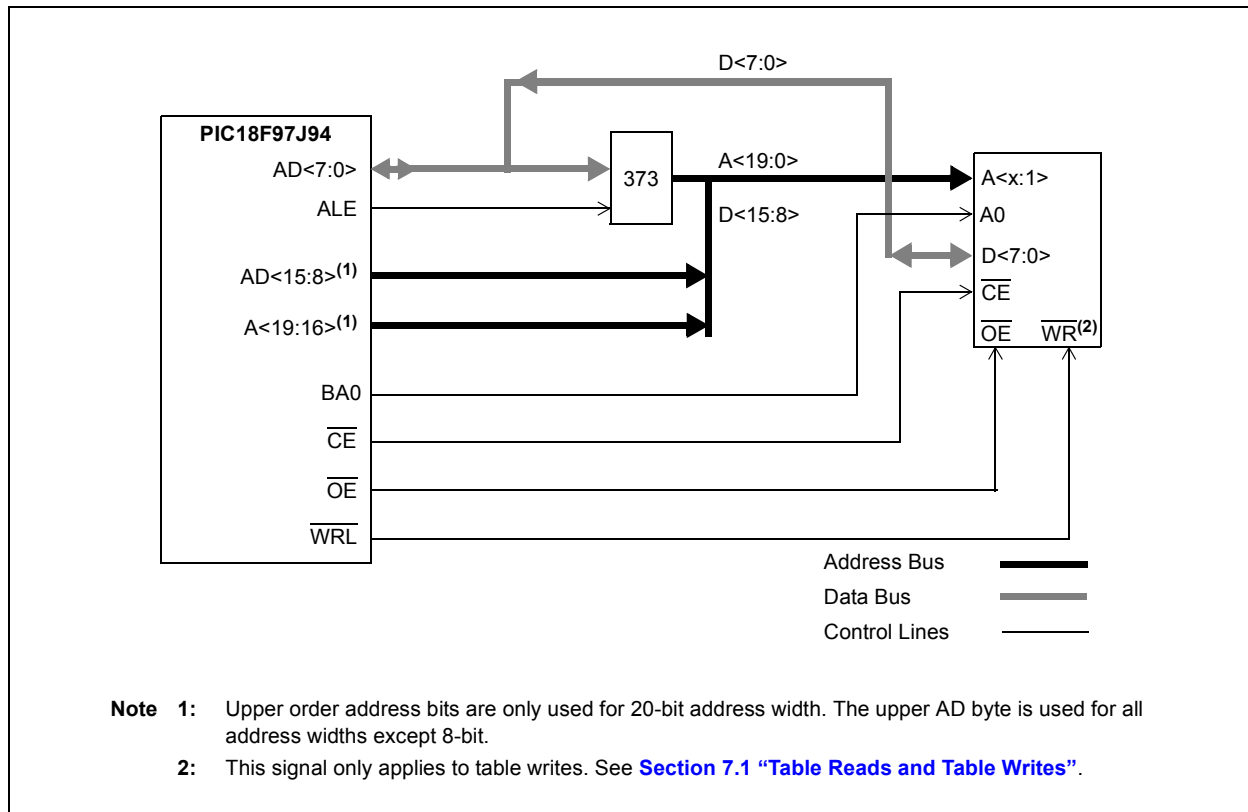 D<7:0>
PIC18F97J94
AD<7:0>
373
A<19:0>
A<x:1>
ALE
D<15:8>
A0
D<7:0>
AD<15:8>(1)
CE
A<19:16>(1)
OE
WR(2)
BA0
CE
OE
WRL
Address Bus
Data Bus
Control Lines
Note 1: Upper order address bits are only used for 20-bit address width. The upper AD byte is used for all
address widths except 8-bit.
2: This signal only applies to table writes. See Section 7.1 “Table Reads and Table Writes”.